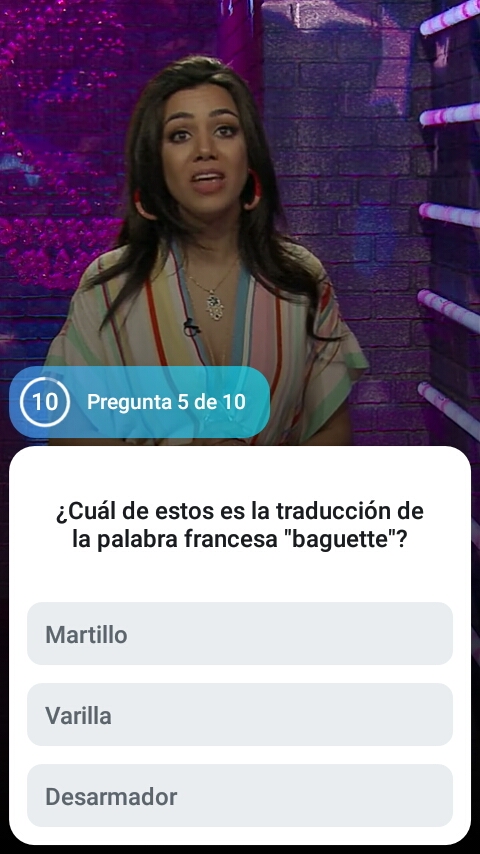 10
Pregunta 5 de 10
¿Cuál de estos es la traducción de
la palabra francesa "baguette"?
Martillo
Varilla
Desarmador